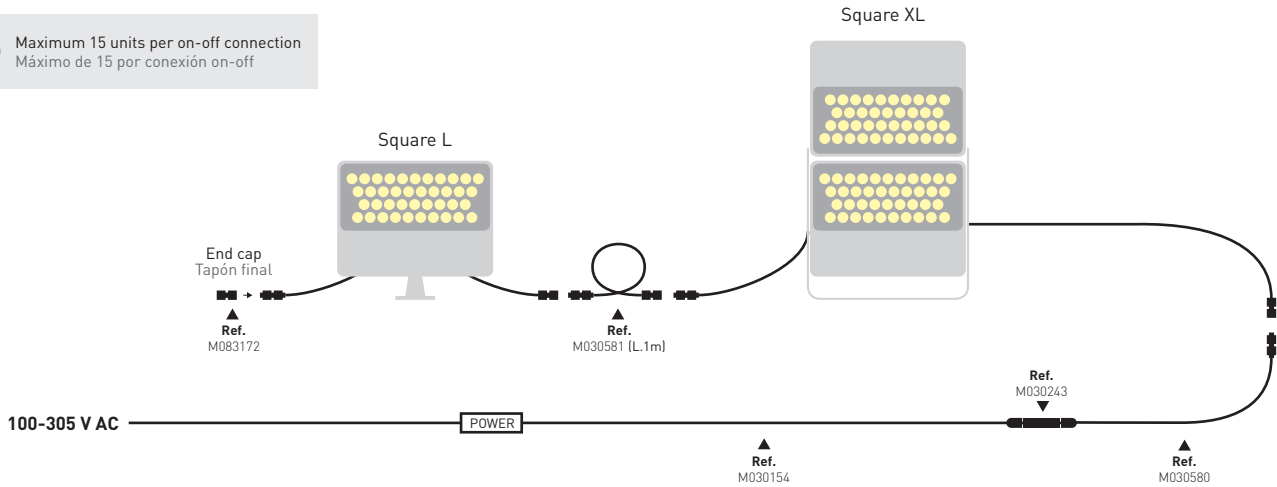 Maximum 15 units per on-off connection
Máximo de 15 por conexión on-off
Square XL
Square L
End cap
Tapón final
Ref.
M083172
Ref.
M030581 (L.1m)
Ref.
M030243
100-305 V AC
POWER
Ref.
M030154
Ref.
M030580